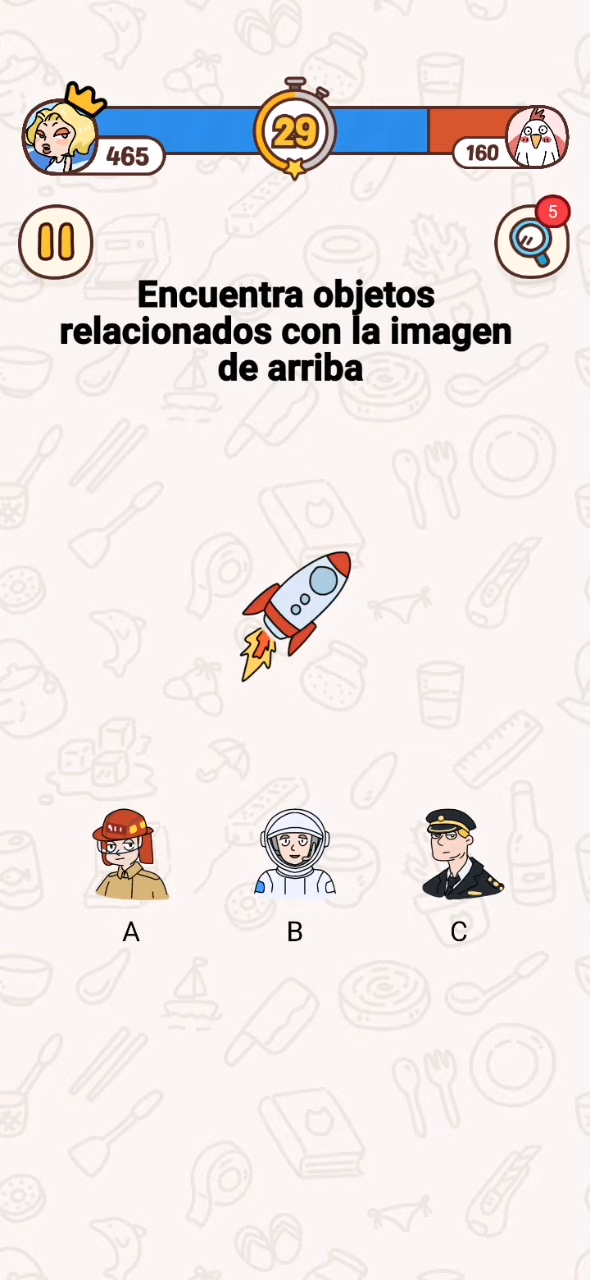 465
29
160
5
Encuentra objetos
relacionados con la imagen
de arriba
A
B
C